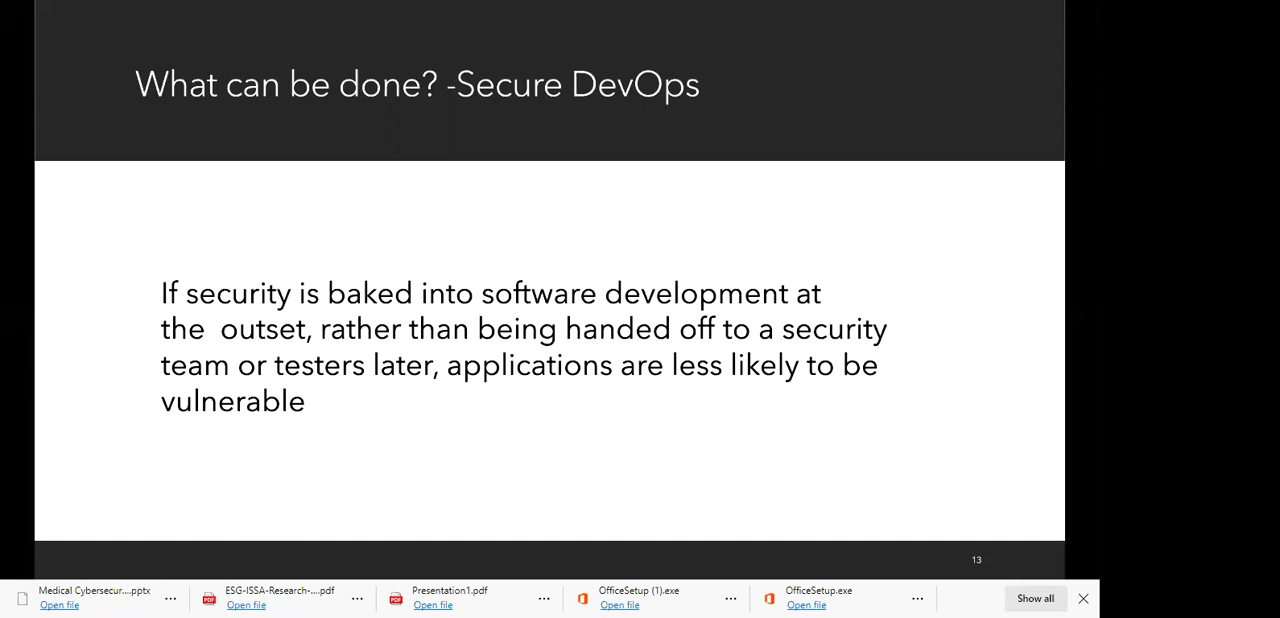 What can be done? -Secure DevOps
If security is baked into software development at
the  outset, rather than being handed off to a security
team or testers later, applications are less likely to be
vulnerable
13
Medical Cybersecur....pptx
Open file
ESG-ISSA-Research-....pdf
Open file
Presentation1.pdf
Open file
OfficeSetup (1).exe
Open file
OfficeSetup.exe
Open file
Show all